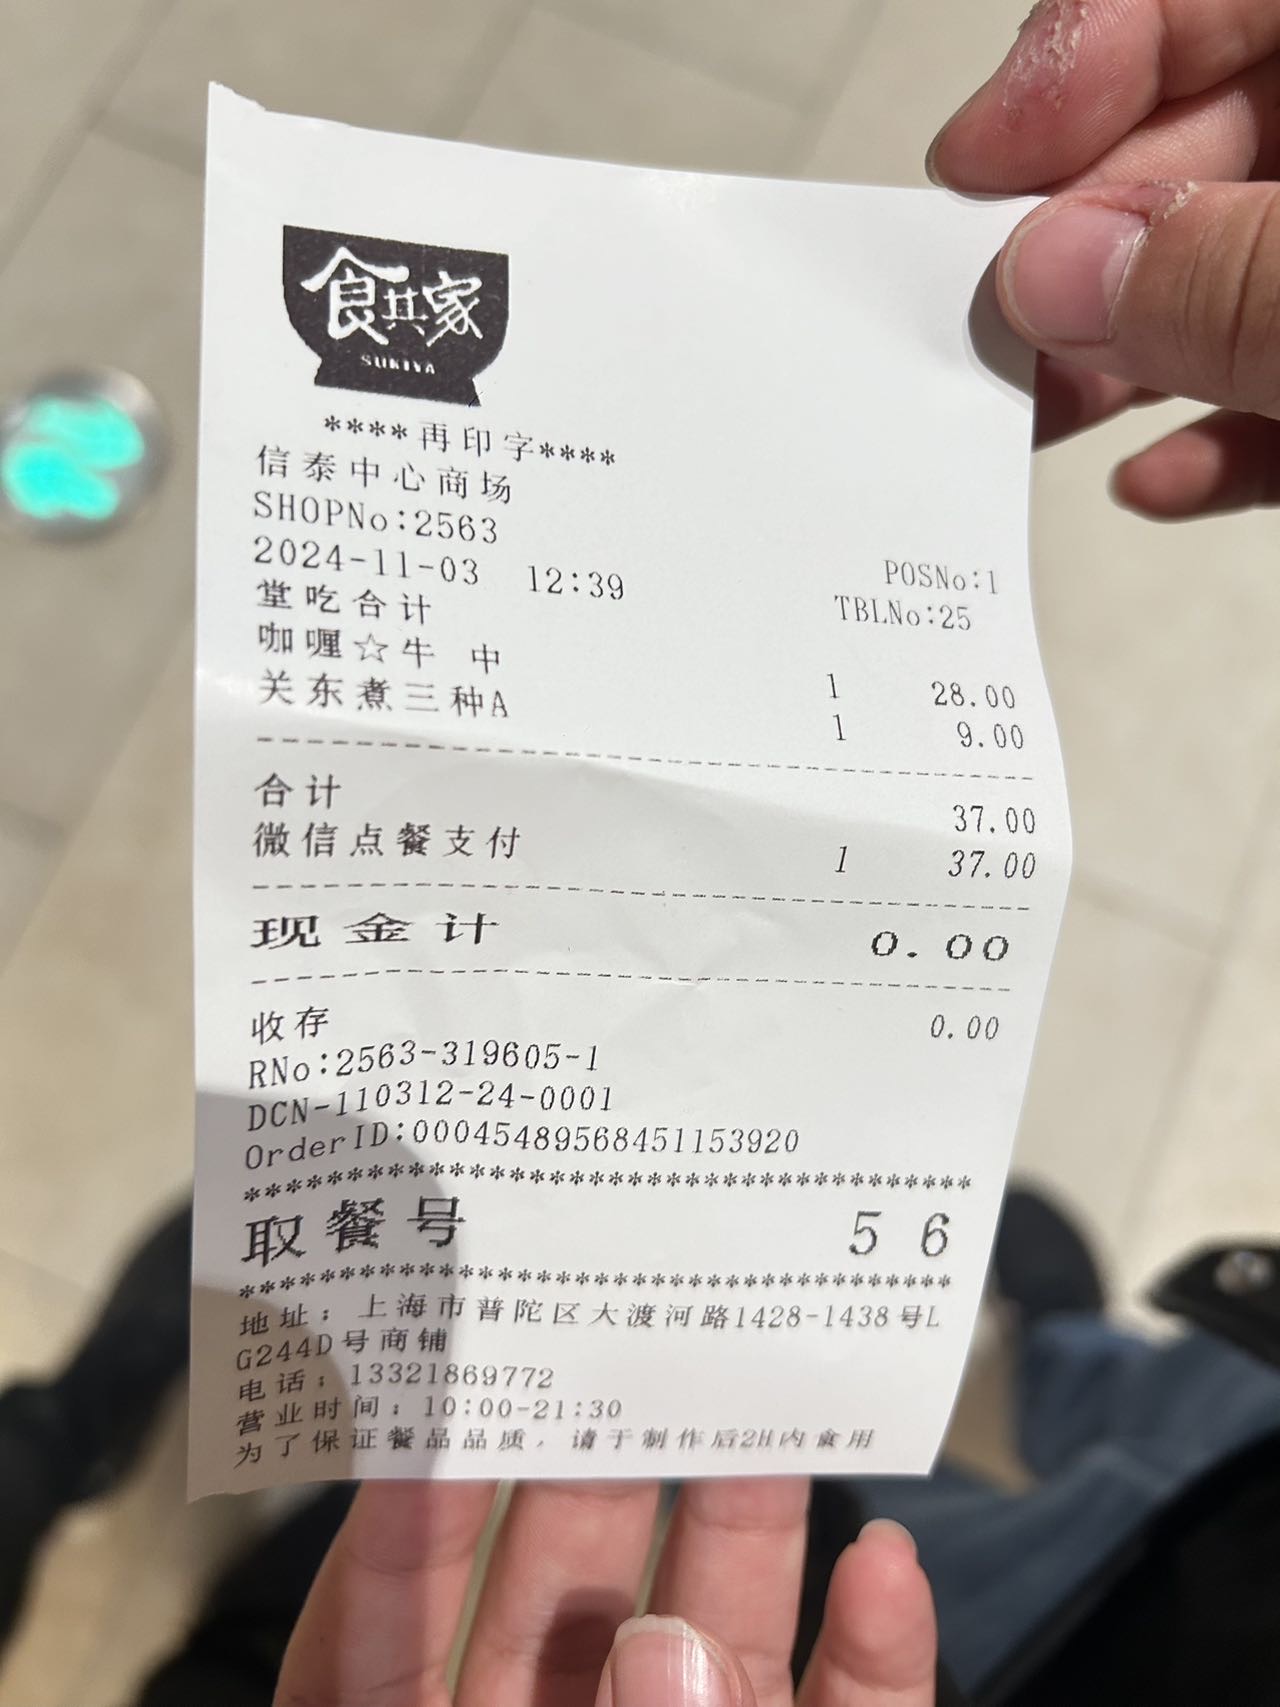 食其家
SUKIYA
****再印字****
信泰中心商场
SHOPNo:2563 POSNo:1
2024-11-03 12:39 TBLNo:25
堂吃合计
咖喱☆牛 中 1 28.00
关东煮三种A 1 9.00
合计 37.00
微信点餐支付 1 37.00
现金计 0.00
收存 0.00
RNo:2563-319605-1
DCN-110312-24-0001
OrderID:00045489568451153920
取餐号 56
地址：上海市普陀区大渡河路1428-1438号L
G244D号商铺
电话：13321869772
营业时间：10:00-21:30
为了保证餐品品质，请于制作后2H内食用